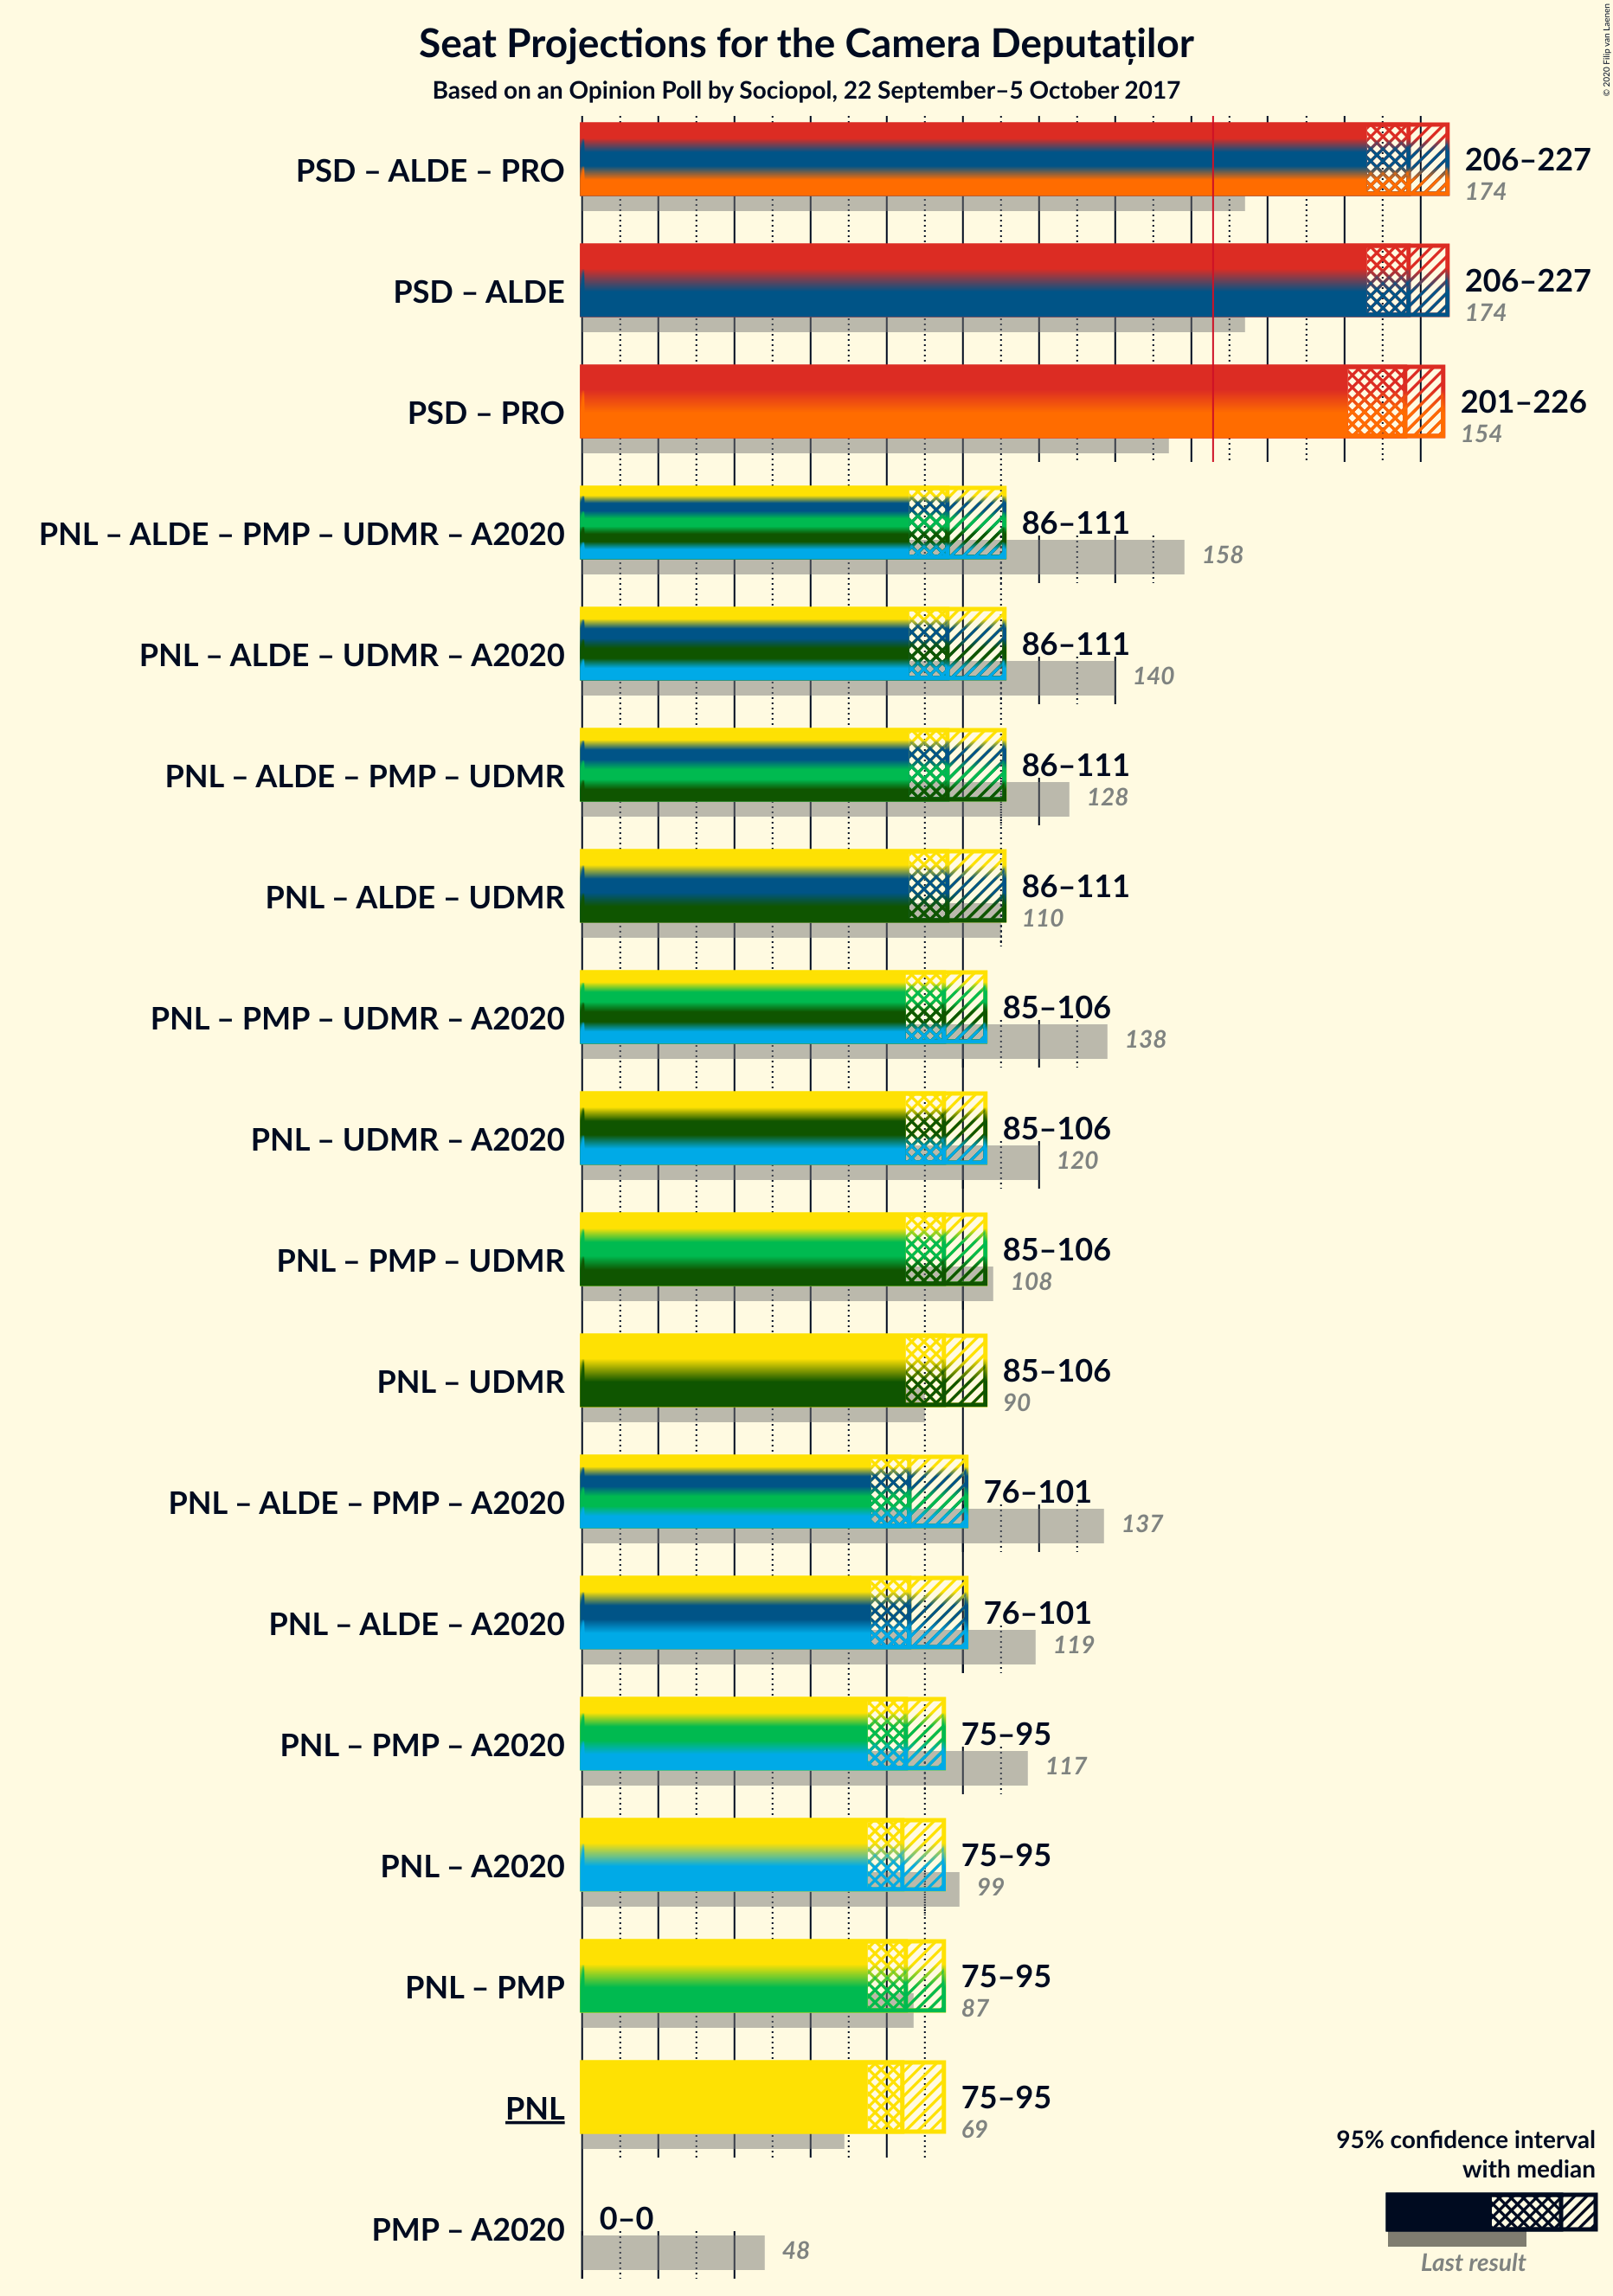 Seat Projections for the Camera Deputaților
Based on an Opinion Poll by Sociopol, 22 September–5 October 2017
© 2020 Filip van Laenen
PSD – ALDE – PRO
206–227
174
PSD – ALDE
206–227
174
PSD – PRO
201–226
154
PNL – ALDE – PMP – UDMR – A2020
86–111
158
PNL – ALDE – UDMR – A2020
86–111
140
PNL – ALDE – PMP – UDMR
86–111
128
PNL – ALDE – UDMR
86–111
110
PNL – PMP – UDMR – A2020
85–106
138
PNL – UDMR – A2020
85–106
120
PNL – PMP – UDMR
85–106
108
PNL – UDMR
85–106
90
PNL – ALDE – PMP – A2020
76–101
137
PNL – ALDE – A2020
76–101
119
PNL – PMP – A2020
75–95
117
PNL – A2020
75–95
99
PNL – PMP
75–95
87
PNL
75–95
69
PMP – A2020
0–0
48
95% confidence interval
with median
Last result